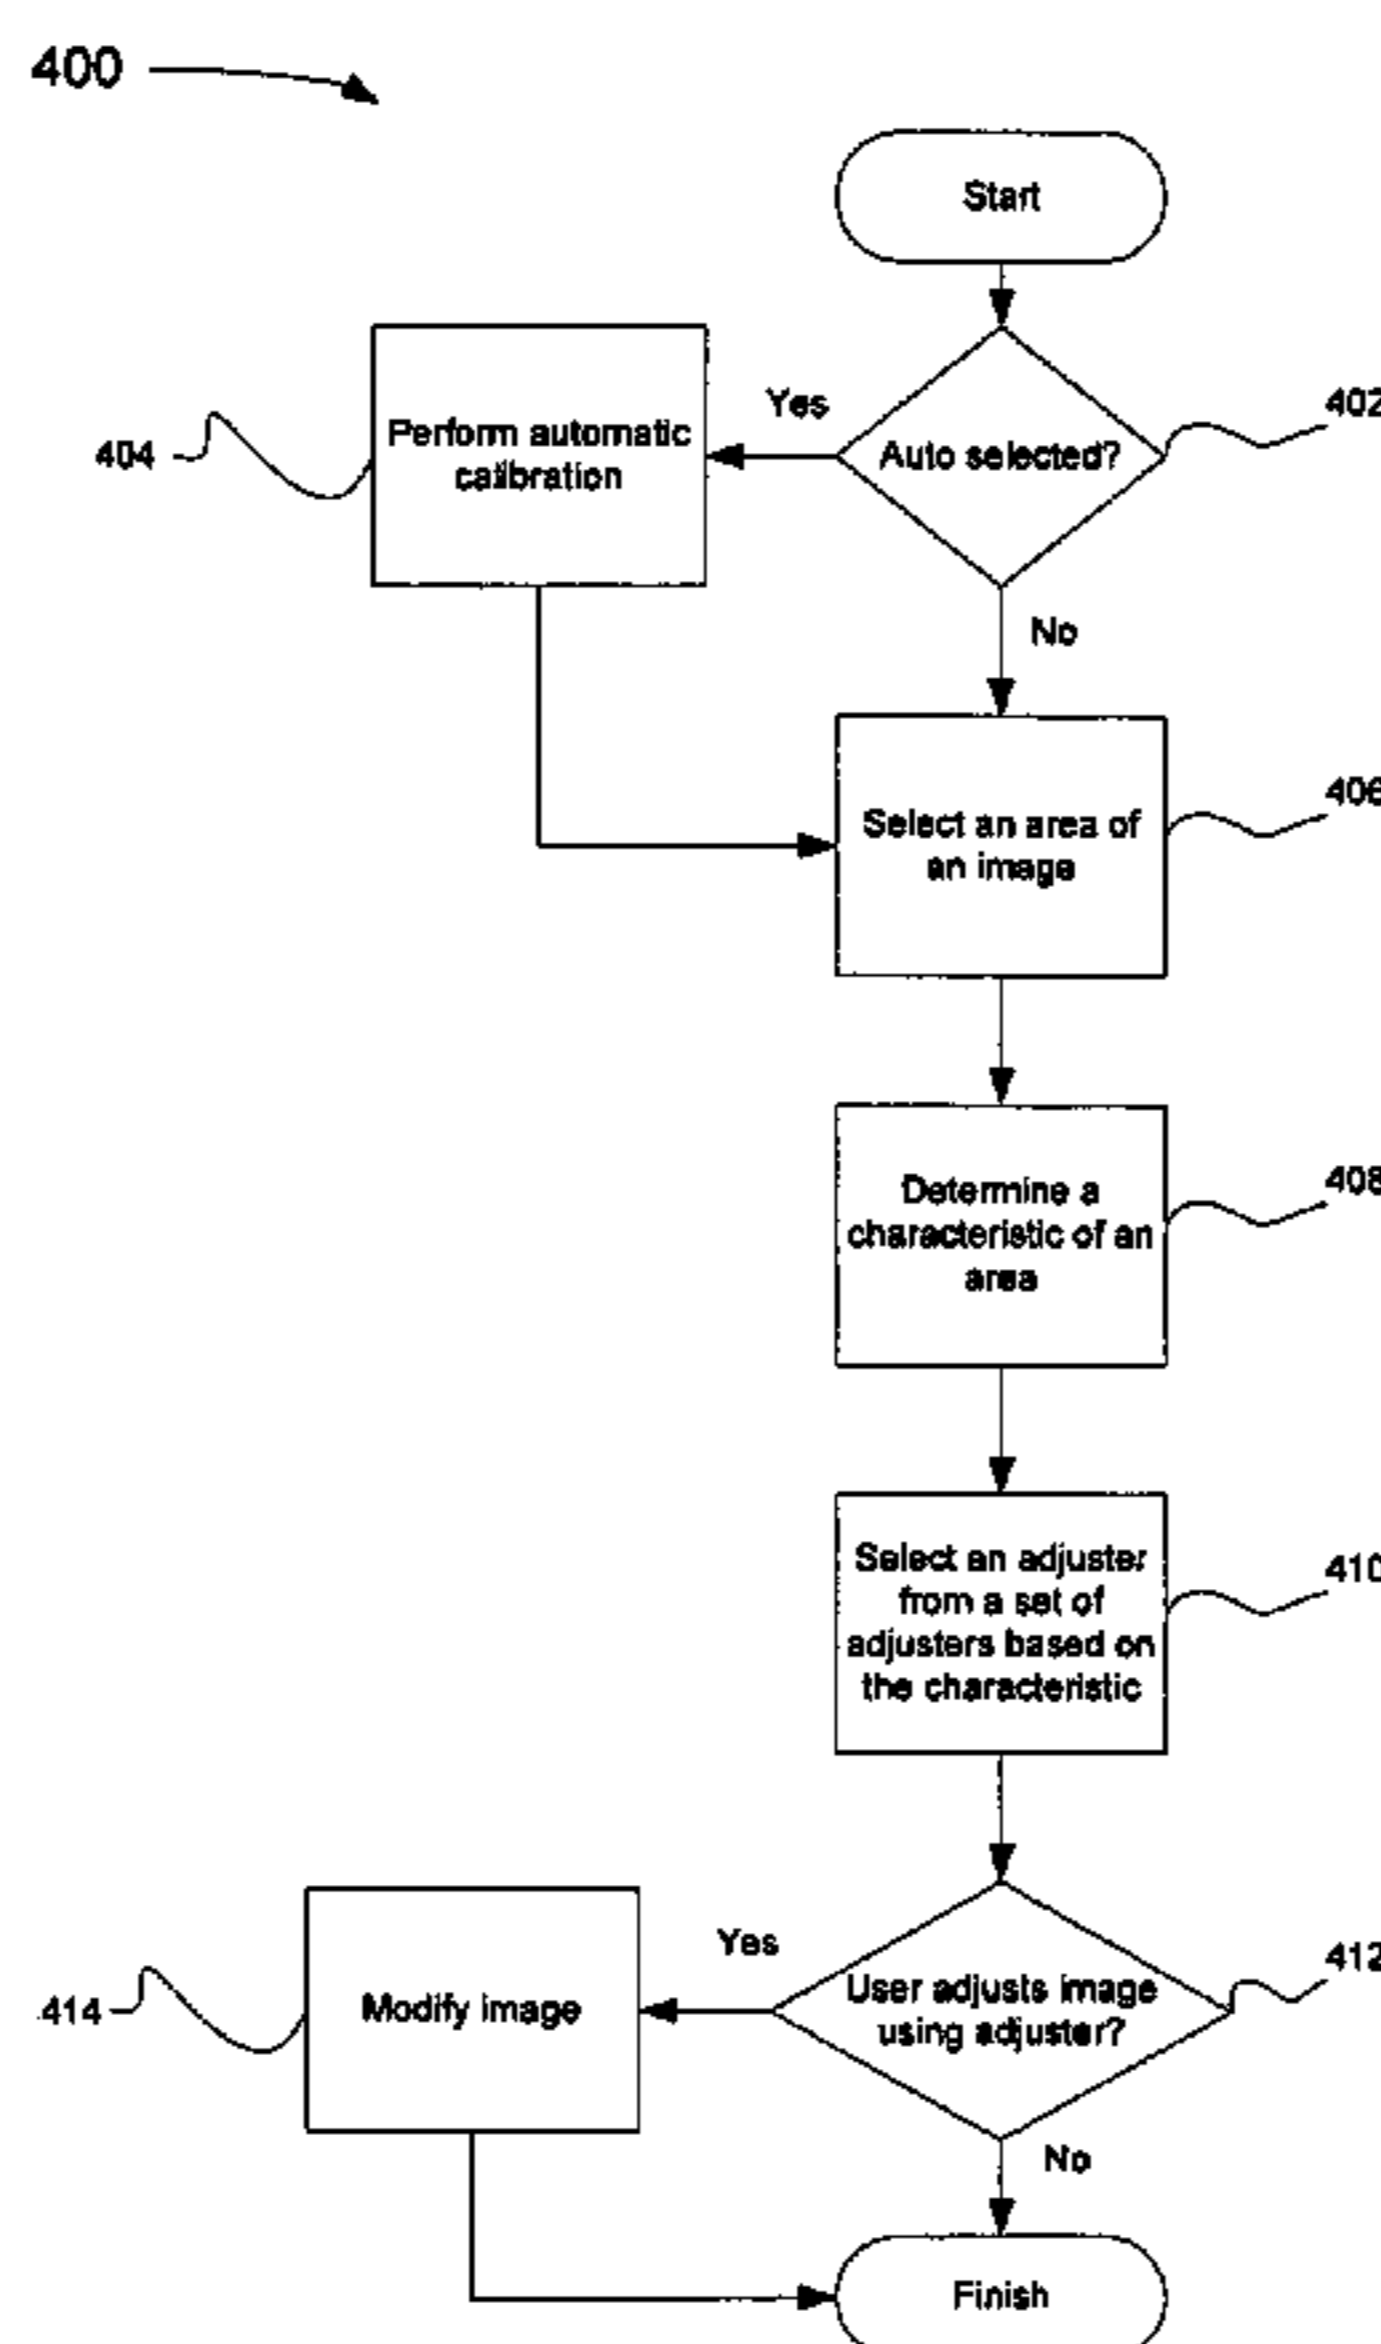 400
Start
Yes
402
Auto selected?
404
Perform automatic
calibration
No
406
Select an area of
an image
408
Determine a
characteristic of an
area
410
Select an adjuster
from a set of
adjusters based on
the characteristic
412
Yes
User adjusts image
using adjuster?
414
Modify image
No
Finish